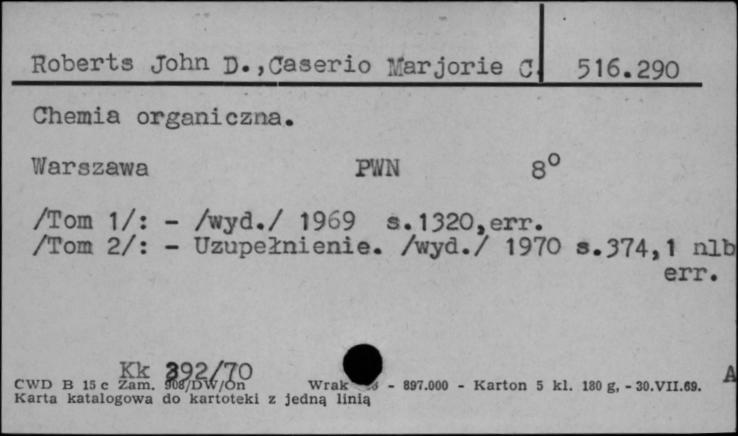 Roberts John D., Caserio Marjorie C. 516.290
Chemia organiczna.
Warszawa PWN 8°
/Tom 1/: - /wyd./ 1969 s.1320,err.
/Tom 2/: - Uzupełnienie. /wyd./ 1970 s.374,1 nlb
err.
Kk 392/70 A
CWD B 15 c Zam. 908/DW/On Wrak - 897.000 - Karton 5 kl. 180 g, - 30.VII.69.
Karta katalogowa do kartoteki z jedną linią